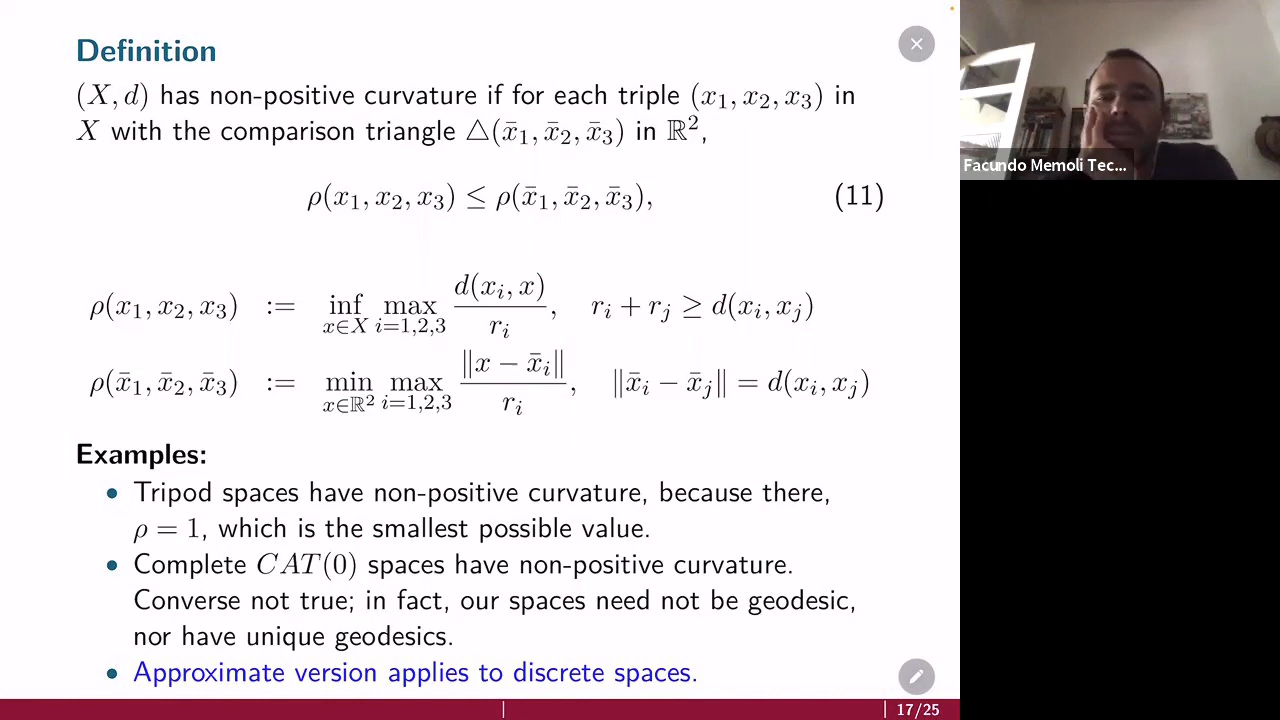 Definition
(X, d) has non-positive curvature if for each triple (x₁, x₂, x₃) in
X with the comparison triangle △(x̄₁, x̄₂, x̄₃) in ℝ²,
ρ(x₁, x₂, x₃) ≤ ρ(x̄₁, x̄₂, x̄₃), (11)
ρ(x₁, x₂, x₃) := inf_{x∈X} max_{i=1,2,3} d(xᵢ, x)/rᵢ, rᵢ + rⱼ ≥ d(xᵢ, xⱼ)
ρ(x̄₁, x̄₂, x̄₃) := min_{x∈ℝ²} max_{i=1,2,3} ‖x − x̄ᵢ‖/rᵢ, ‖x̄ᵢ − x̄ⱼ‖ = d(xᵢ, xⱼ)
Examples:
• Tripod spaces have non-positive curvature, because there,
ρ = 1, which is the smallest possible value.
• Complete CAT(0) spaces have non-positive curvature.
Converse not true; in fact, our spaces need not be geodesic,
nor have unique geodesics.
• Approximate version applies to discrete spaces.
17/25
Facundo Memoli Tec...